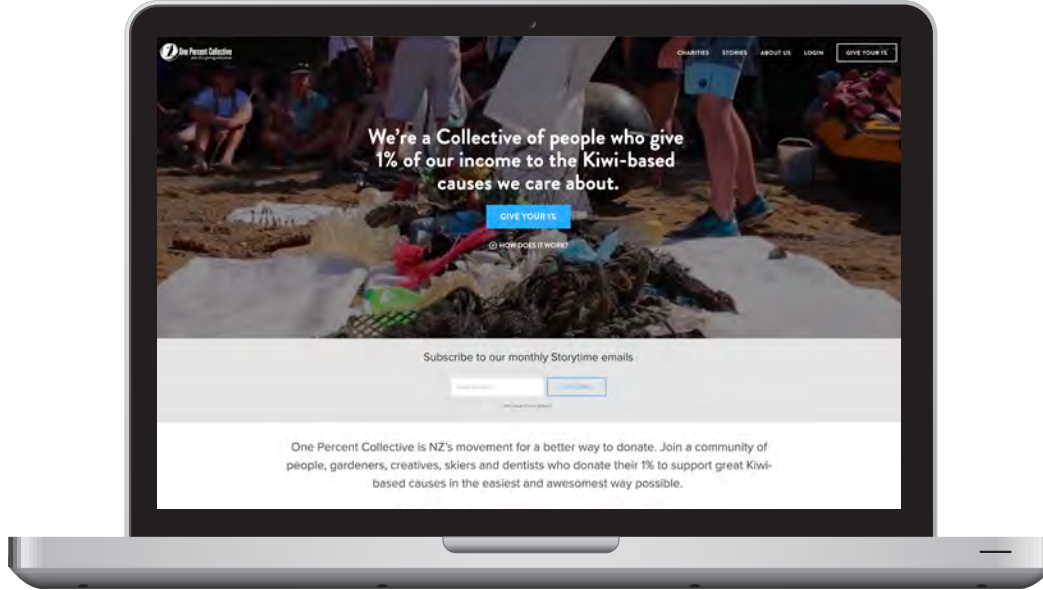 One Percent Collective
CHARITIES STORIES ABOUT US LOGIN GIVE YOUR 1%
We're a Collective of people who give
1% of our income to the Kiwi-based
causes we care about.
GIVE YOUR 1%
HOW DOES IT WORK?
Subscribe to our monthly Storytime emails
One Percent Collective is NZ's movement for a better way to donate. Join a community of
people, gardeners, creatives, skiers and dentists who donate their 1% to support great Kiwi-
based causes in the easiest and awesomest way possible.